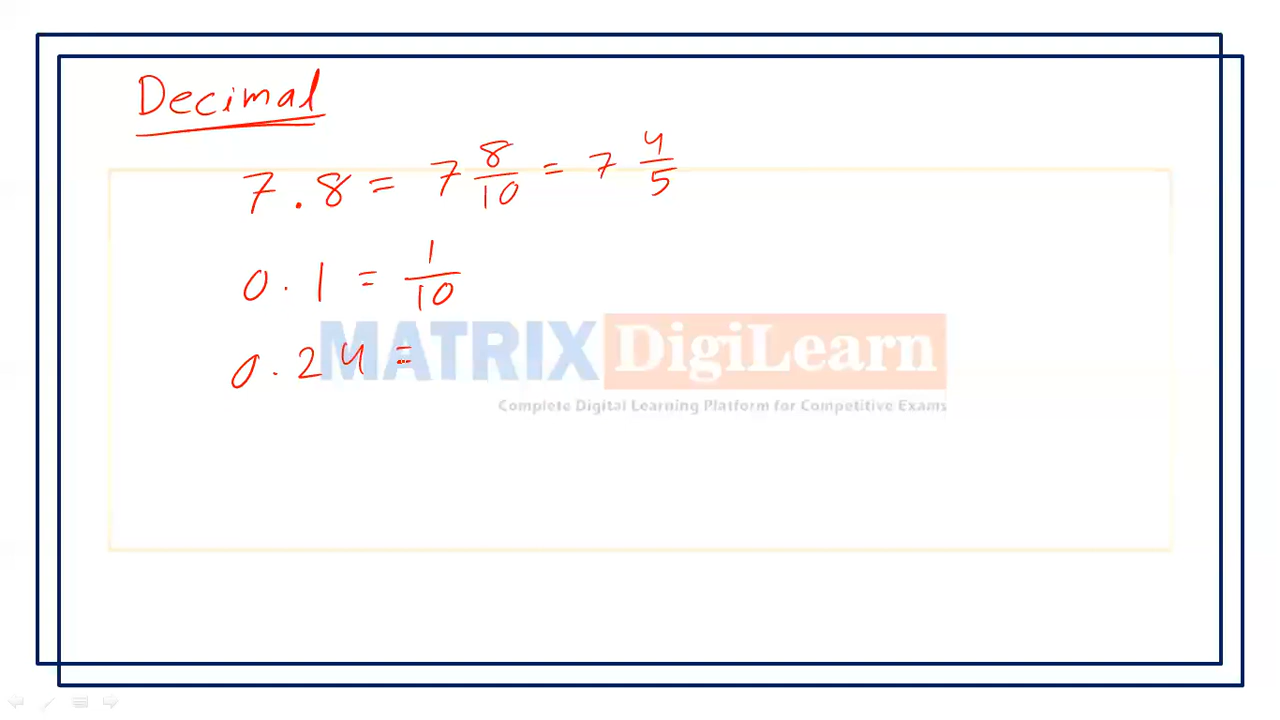 Decimal
7.8 = 7 8/10 = 7 4/5
0.1 = 1/10
0.24 =
MATRIX DigiLearn
Complete Digital Learning Platform for Competitive Exams